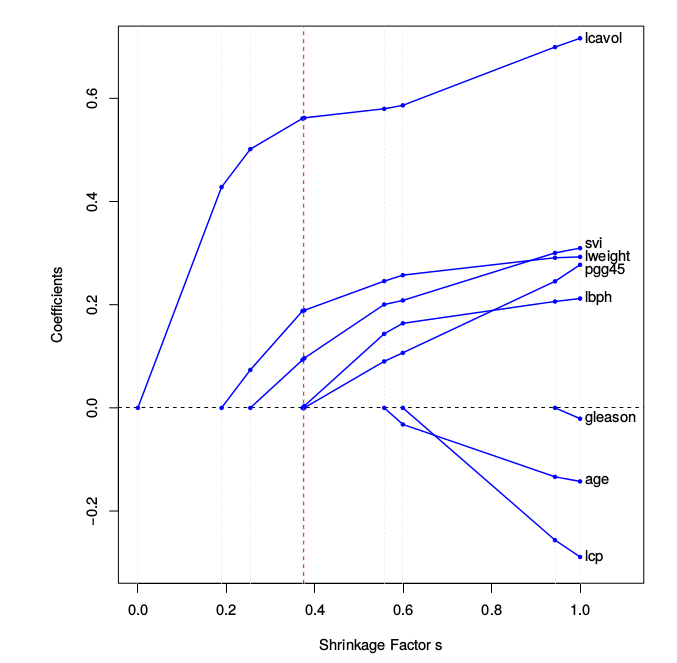 lcavol
svi
lweight
pgg45
lbph
gleason
age
lcp
Coefficients
0.6
0.4
0.2
0.0
−0.2
0.0 0.2 0.4 0.6 0.8 1.0
Shrinkage Factor s